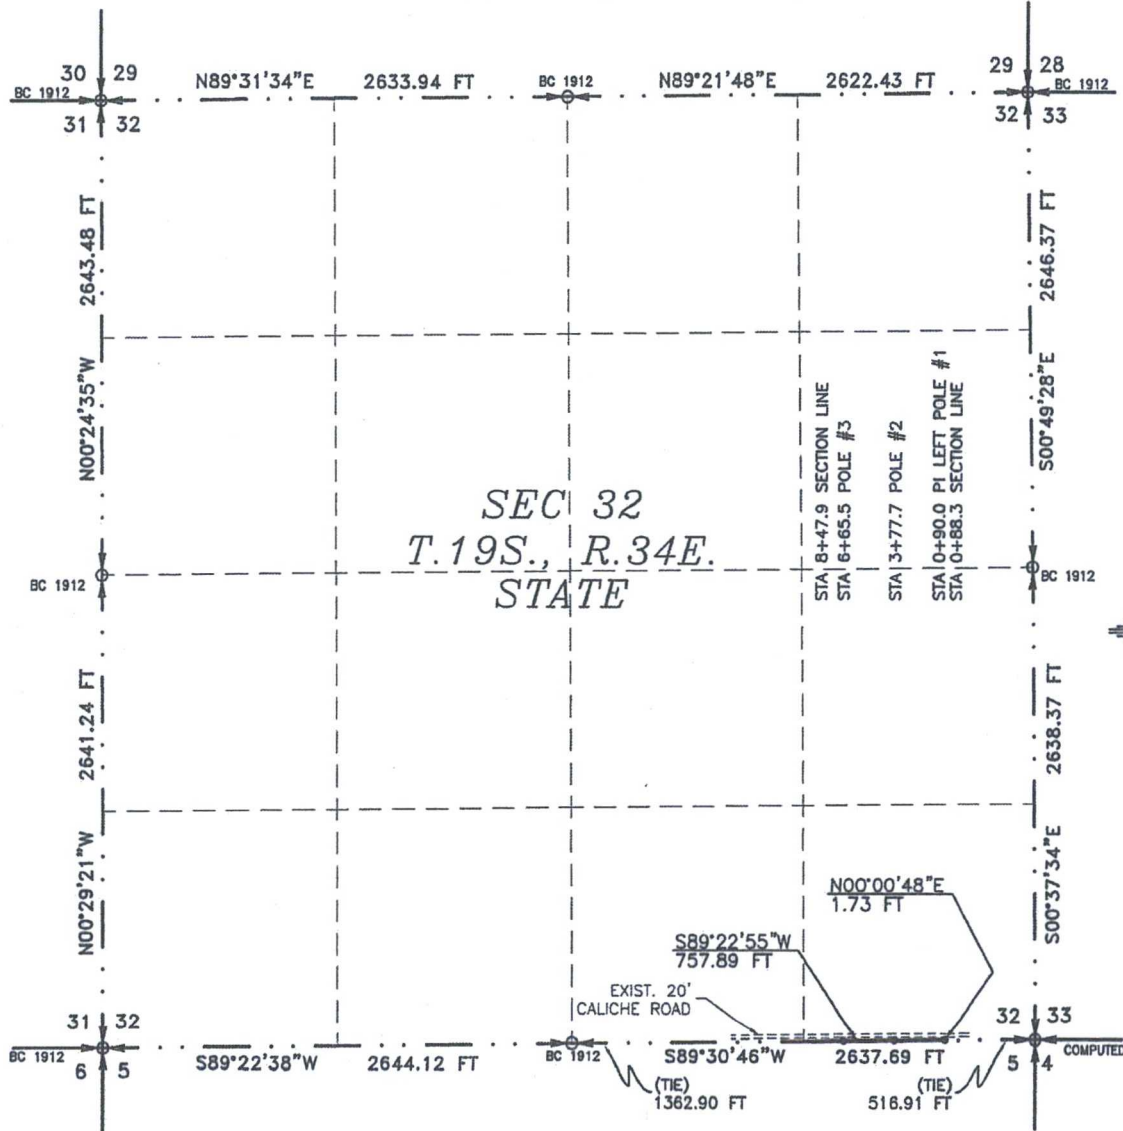 30 29
BC 1912
31 32
N89°31'34"E 2633.94 FT
BC 1912
N89°21'48"E 2622.43 FT
29 28
BC 1912
32 33
2643.48 FT
N00°24'35"W
2646.37 FT
S00°49'28"E
STA 8+47.9 SECTION LINE
STA 6+65.5 POLE #3
STA 3+77.7 POLE #2
STA 0+90.0 PI LEFT POLE #1
STA 0+88.3 SECTION LINE
SEC 32
T.19S., R.34E.
STATE
BC 1912
BC 1912
2641.24 FT
N00°29'21"W
2638.37 FT
S00°37'34"E
N00°00'48"E
1.73 FT
S89°22'55"W
757.89 FT
EXIST. 20'
CALICHE ROAD
31 32
BC 1912
6 5
S89°22'38"W 2644.12 FT
BC 1912
S89°30'46"W 2637.69 FT
32 33
5 4
COMPUTED
(TIE)
1362.90 FT
(TIE)
516.91 FT